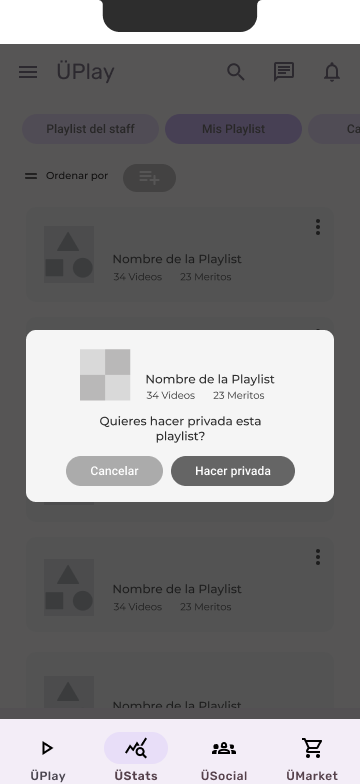 ÜPlay
Playlist del staff
Mis Playlist
Ca
Ordenar por
Nombre de la Playlist
34 Videos 23 Meritos
Nombre de la Playlist
34 Videos 23 Meritos
Quieres hacer privada esta
playlist?
Cancelar
Hacer privada
Nombre de la Playlist
34 Videos 23 Meritos
Nombre de la Playlist
ÜPlay
ÜStats
ÜSocial
ÜMarket